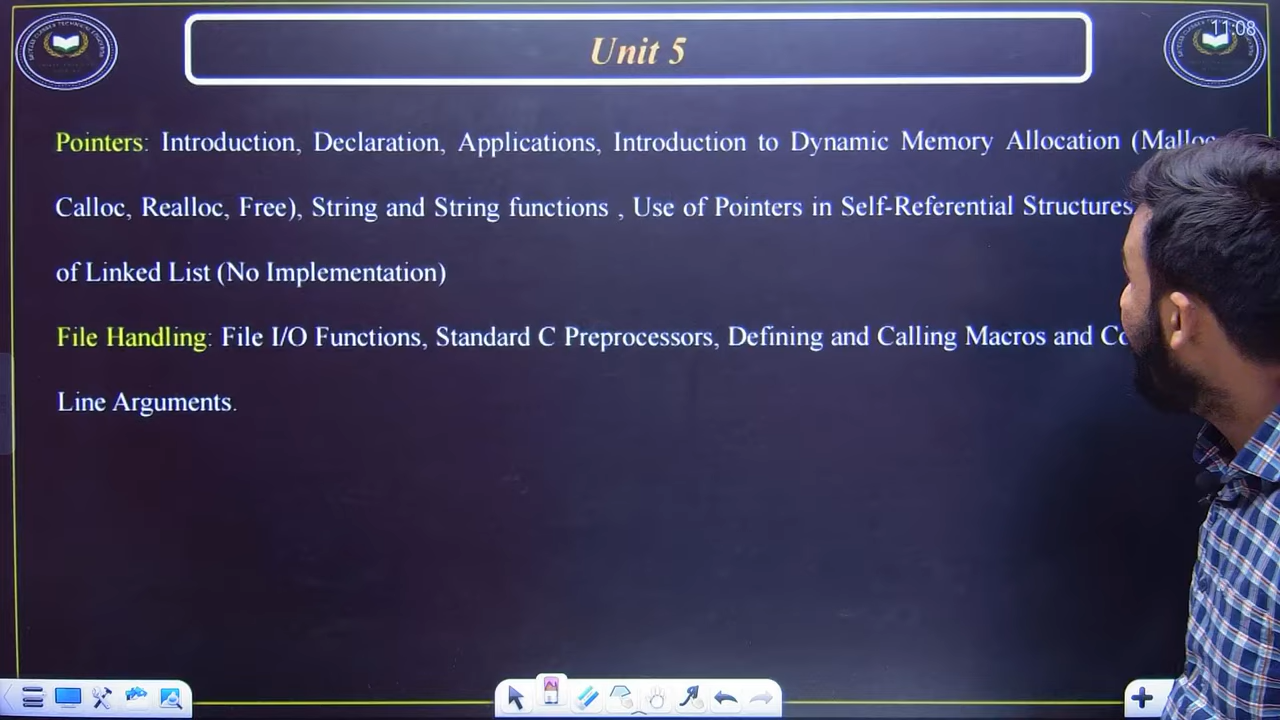 11:08
Unit 5
Pointers: Introduction, Declaration, Applications, Introduction to Dynamic Memory Allocation (Malloc
Calloc, Realloc, Free), String and String functions , Use of Pointers in Self-Referential Structures
of Linked List (No Implementation)
File Handling: File I/O Functions, Standard C Preprocessors, Defining and Calling Macros and
Line Arguments.